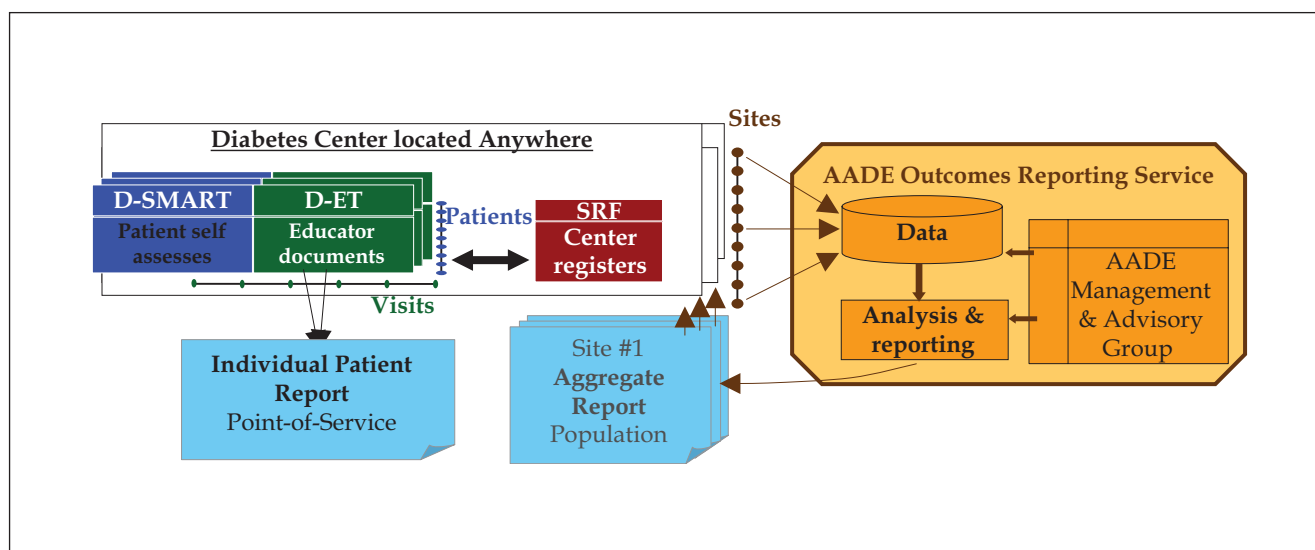 Sites
Diabetes Center located Anywhere
D-SMART
Patient self
assesses
D-ET
Educator
documents
Patients
SRF
Center
registers
Visits
AADE Outcomes Reporting Service
Data
Analysis &
reporting
AADE
Management
& Advisory
Group
Individual Patient
Report
Point-of-Service
Site #1
Aggregate
Report
Population